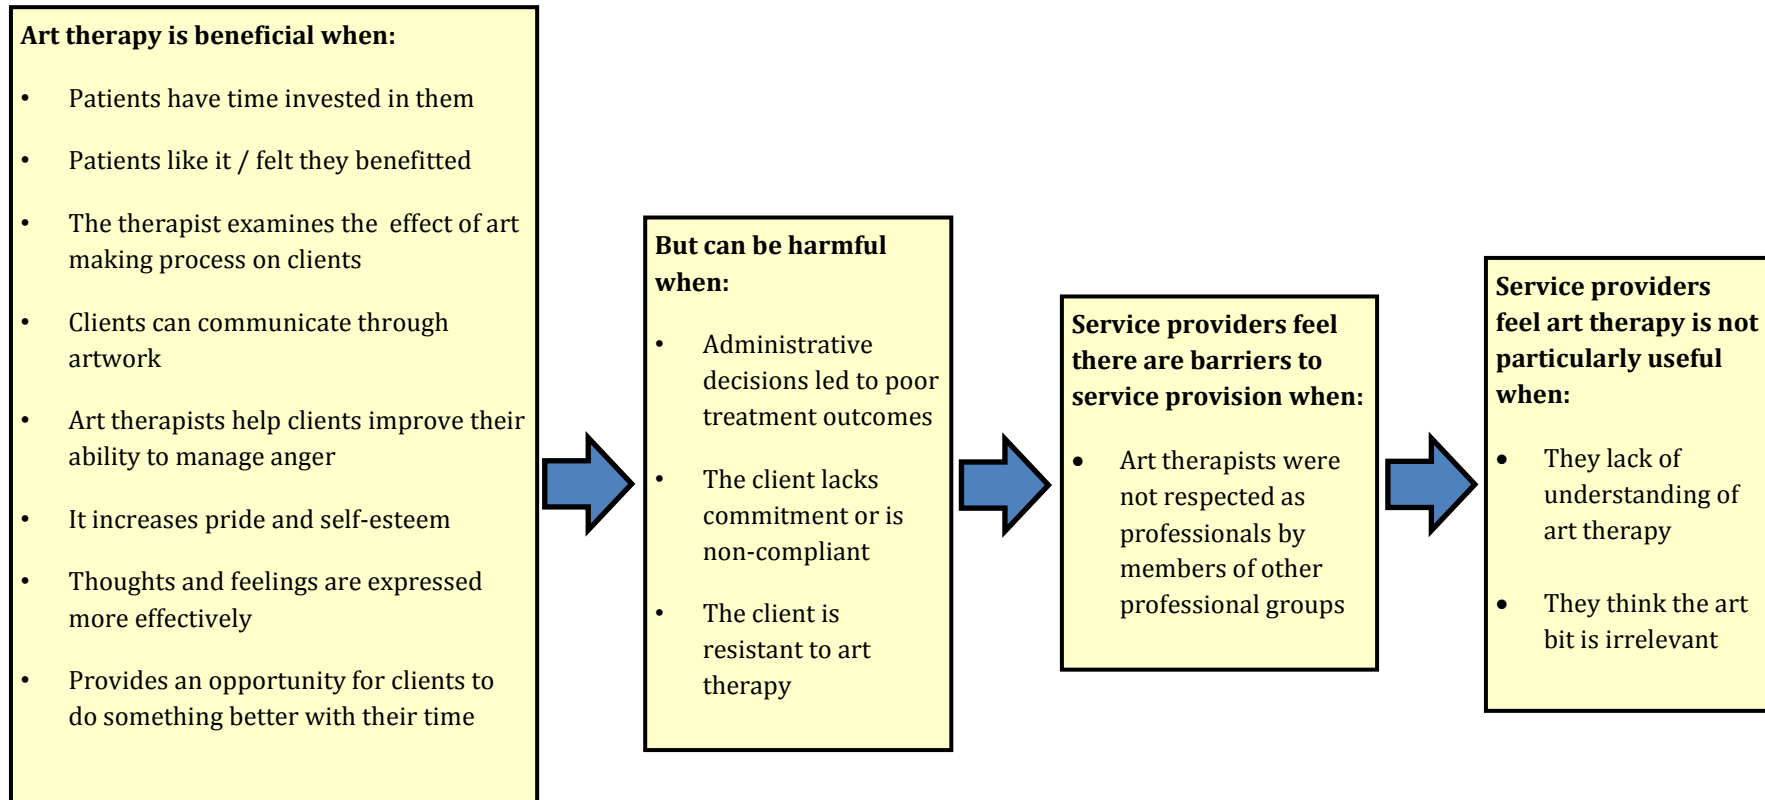 Art therapy is beneficial when:
• Patients have time invested in them
• Patients like it / felt they benefitted
• The therapist examines the effect of art
making process on clients
• Clients can communicate through
artwork
• Art therapists help clients improve their
ability to manage anger
• It increases pride and self-esteem
• Thoughts and feelings are expressed
more effectively
• Provides an opportunity for clients to
do something better with their time
But can be harmful
when:
• Administrative
decisions led to poor
treatment outcomes
• The client lacks
commitment or is
non-compliant
• The client is
resistant to art
therapy
Service providers feel
there are barriers to
service provision when:
• Art therapists were
not respected as
professionals by
members of other
professional groups
Service providers
feel art therapy is not
particularly useful
when:
• They lack of
understanding of
art therapy
• They think the art
bit is irrelevant